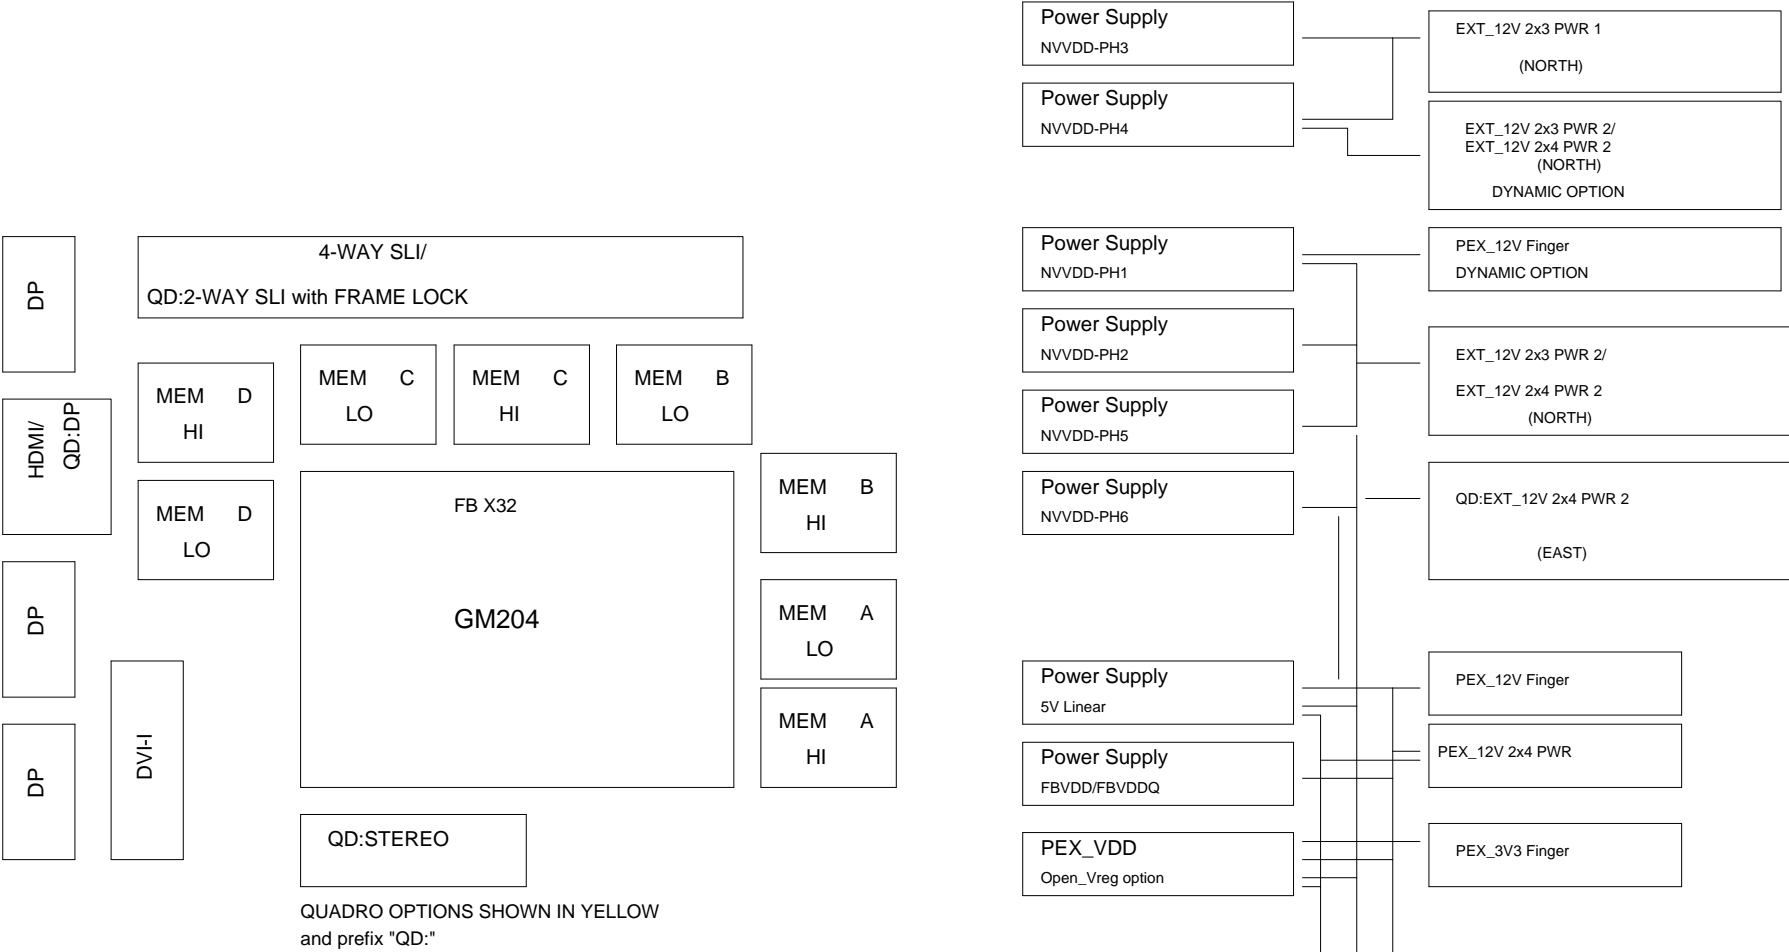 DP
HDMI/
QD:DP
DP
DP
DVI-I
4-WAY SLI/
QD:2-WAY SLI with FRAME LOCK
MEM D
HI
MEM D
LO
MEM C
LO
MEM C
HI
MEM B
LO
MEM B
HI
MEM A
LO
MEM A
HI
FB X32
GM204
QD:STEREO
QUADRO OPTIONS SHOWN IN YELLOW
and prefix "QD:"
Power Supply
NVVDD-PH3
Power Supply
NVVDD-PH4
Power Supply
NVVDD-PH1
Power Supply
NVVDD-PH2
Power Supply
NVVDD-PH5
Power Supply
NVVDD-PH6
Power Supply
5V Linear
Power Supply
FBVDD/FBVDDQ
PEX_VDD
Open_Vreg option
EXT_12V 2x3 PWR 1
(NORTH)
EXT_12V 2x3 PWR 2/
EXT_12V 2x4 PWR 2
(NORTH)
DYNAMIC OPTION
PEX_12V Finger
DYNAMIC OPTION
EXT_12V 2x3 PWR 2/
EXT_12V 2x4 PWR 2
(NORTH)
QD:EXT_12V 2x4 PWR 2
(EAST)
PEX_12V Finger
PEX_12V 2x4 PWR
PEX_3V3 Finger